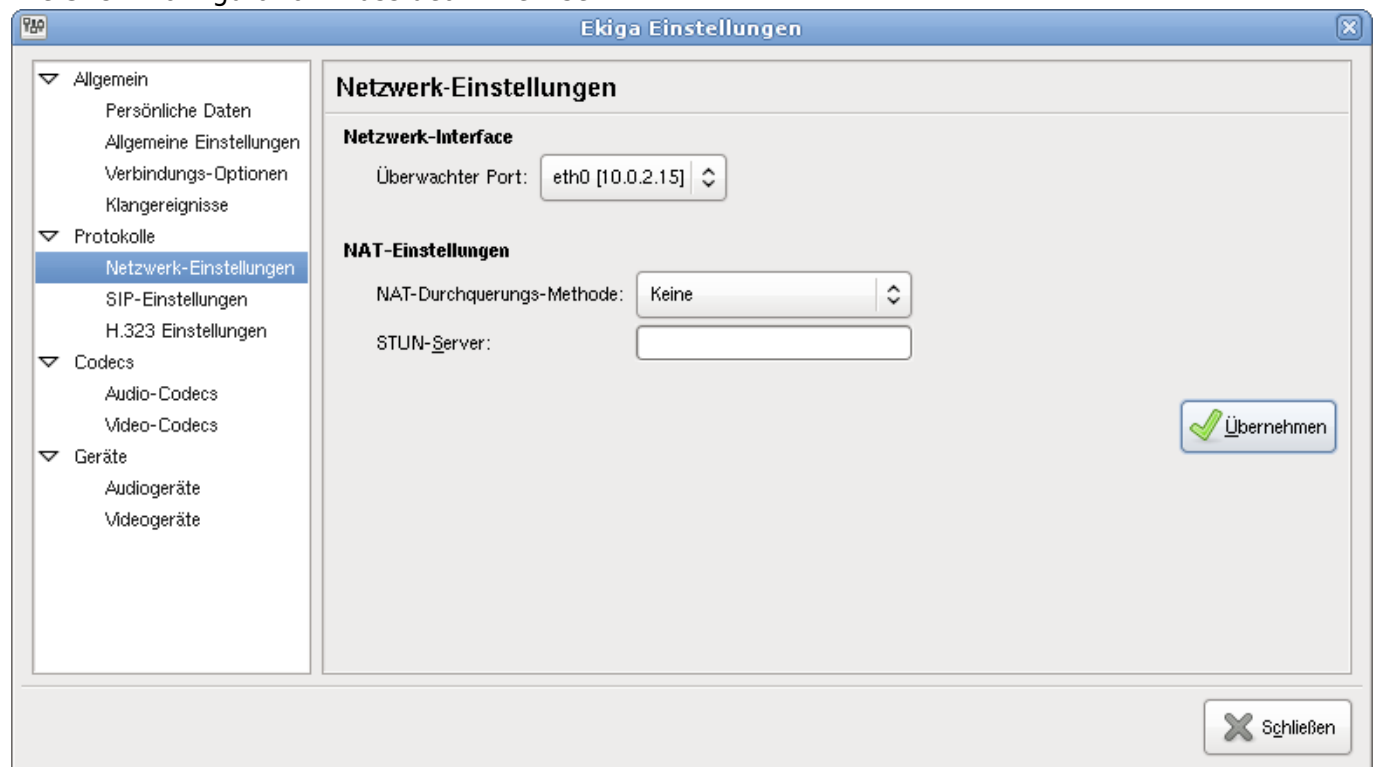 Ekiga Einstellungen
Allgemein
Persönliche Daten
Allgemeine Einstellungen
Verbindungs-Optionen
Klangereignisse
Protokolle
Netzwerk-Einstellungen
SIP-Einstellungen
H.323 Einstellungen
Codecs
Audio-Codecs
Video-Codecs
Geräte
Audiogeräte
Videogeräte
Netzwerk-Einstellungen
Netzwerk-Interface
Überwachter Port: eth0 [10.0.2.15]
NAT-Einstellungen
NAT-Durchquerungs-Methode: Keine
STUN-Server:
Übernehmen
Schließen